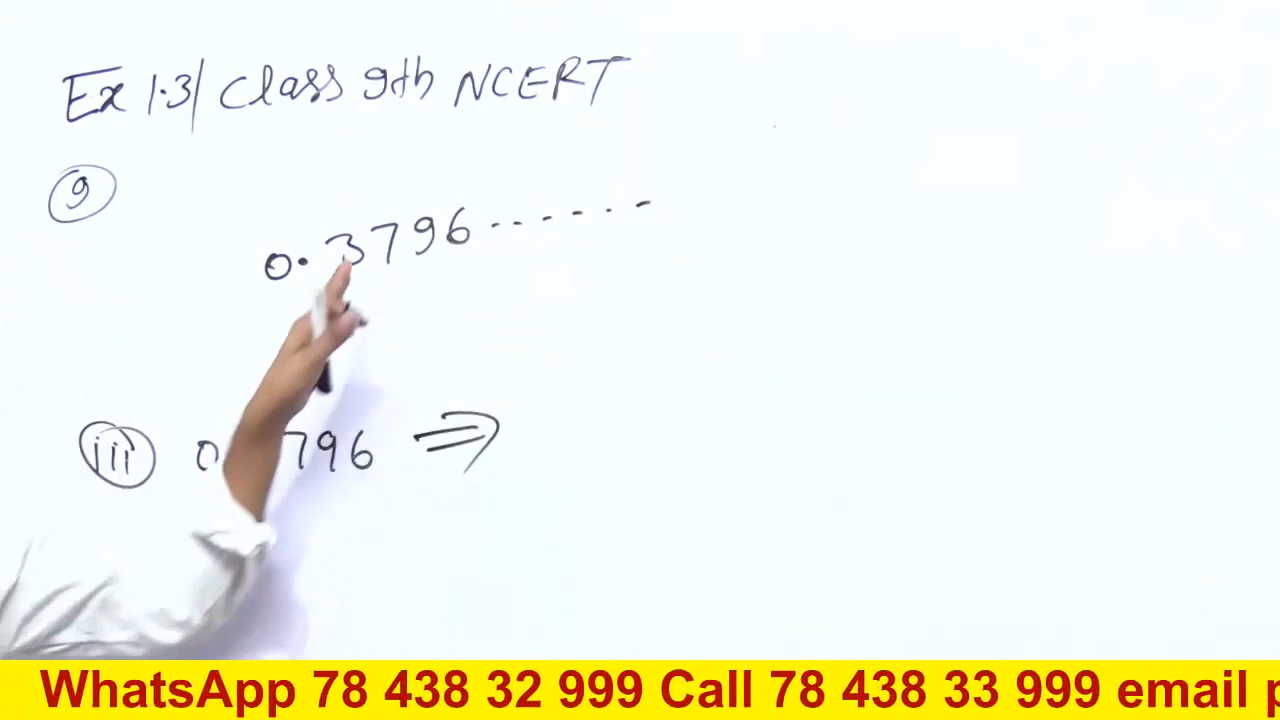 Ex 1.3| Class 9th NCERT
9
0.3796.......
iii 0 796 ⇒
WhatsApp 78 438 32 999 Call 78 438 33 999 email